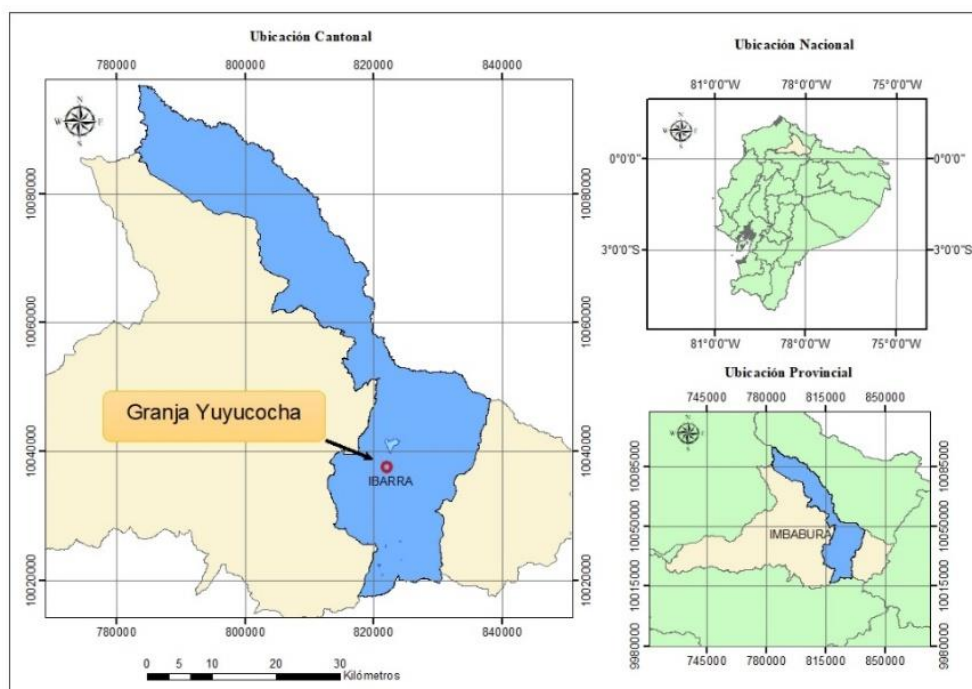 Ubicación Cantonal
780000 800000 820000 840000
N
W E
S
10080000 10080000
10060000 10060000
Granja Yuyucocha
10040000 10040000
IBARRA
10020000 10020000
780000 800000 820000 840000
0 5 10 20 30
Kilómetros
Ubicación Nacional
81°0'0"W 78°0'0"W 75°0'0"W
N
W E
S
0°0'0" 0°0'0"
3°0'0"S 3°0'0"S
81°0'0"W 78°0'0"W 75°0'0"W
Ubicación Provincial
745000 780000 815000 850000
N
W E
S
10085000 10085000
10050000 10050000
IMBABURA
10015000 10015000
9980000 9980000
745000 780000 815000 850000